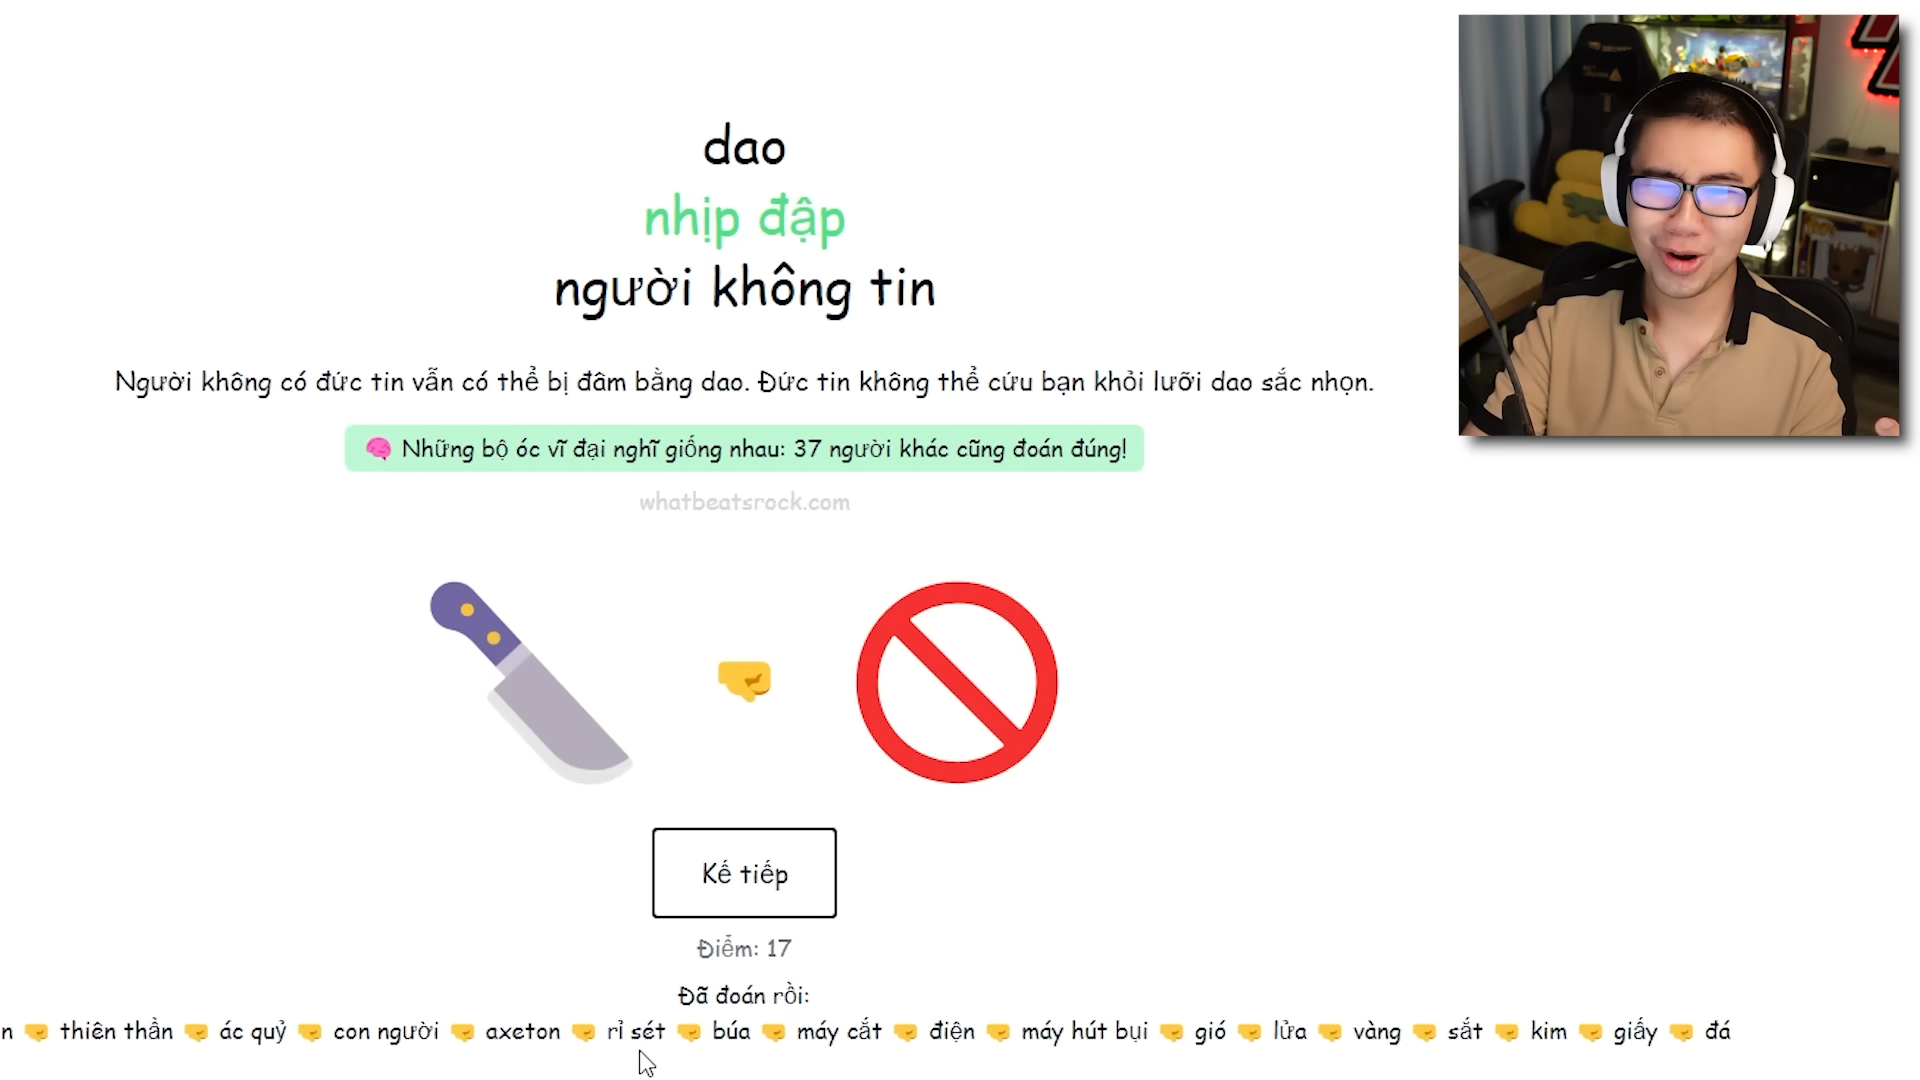 dao
nhịp đập
người không tin
Người không có đức tin vẫn có thể bị đâm bằng dao. Đức tin không thể cứu bạn khỏi lưỡi dao sắc nhọn.
Những bộ óc vĩ đại nghĩ giống nhau: 37 người khác cũng đoán đúng!
whatbeatsrock.com
Kế tiếp
Điểm: 17
Đã đoán rồi:
n 🤜 thiên thần 🤜 ác quỷ 🤜 con người 🤜 axeton 🤜 rỉ sét 🤜 búa 🤜 máy cắt 🤜 điện 🤜 máy hút bụi 🤜 gió 🤜 lửa 🤜 vàng 🤜 sắt 🤜 kim 🤜 giấy 🤜 đá